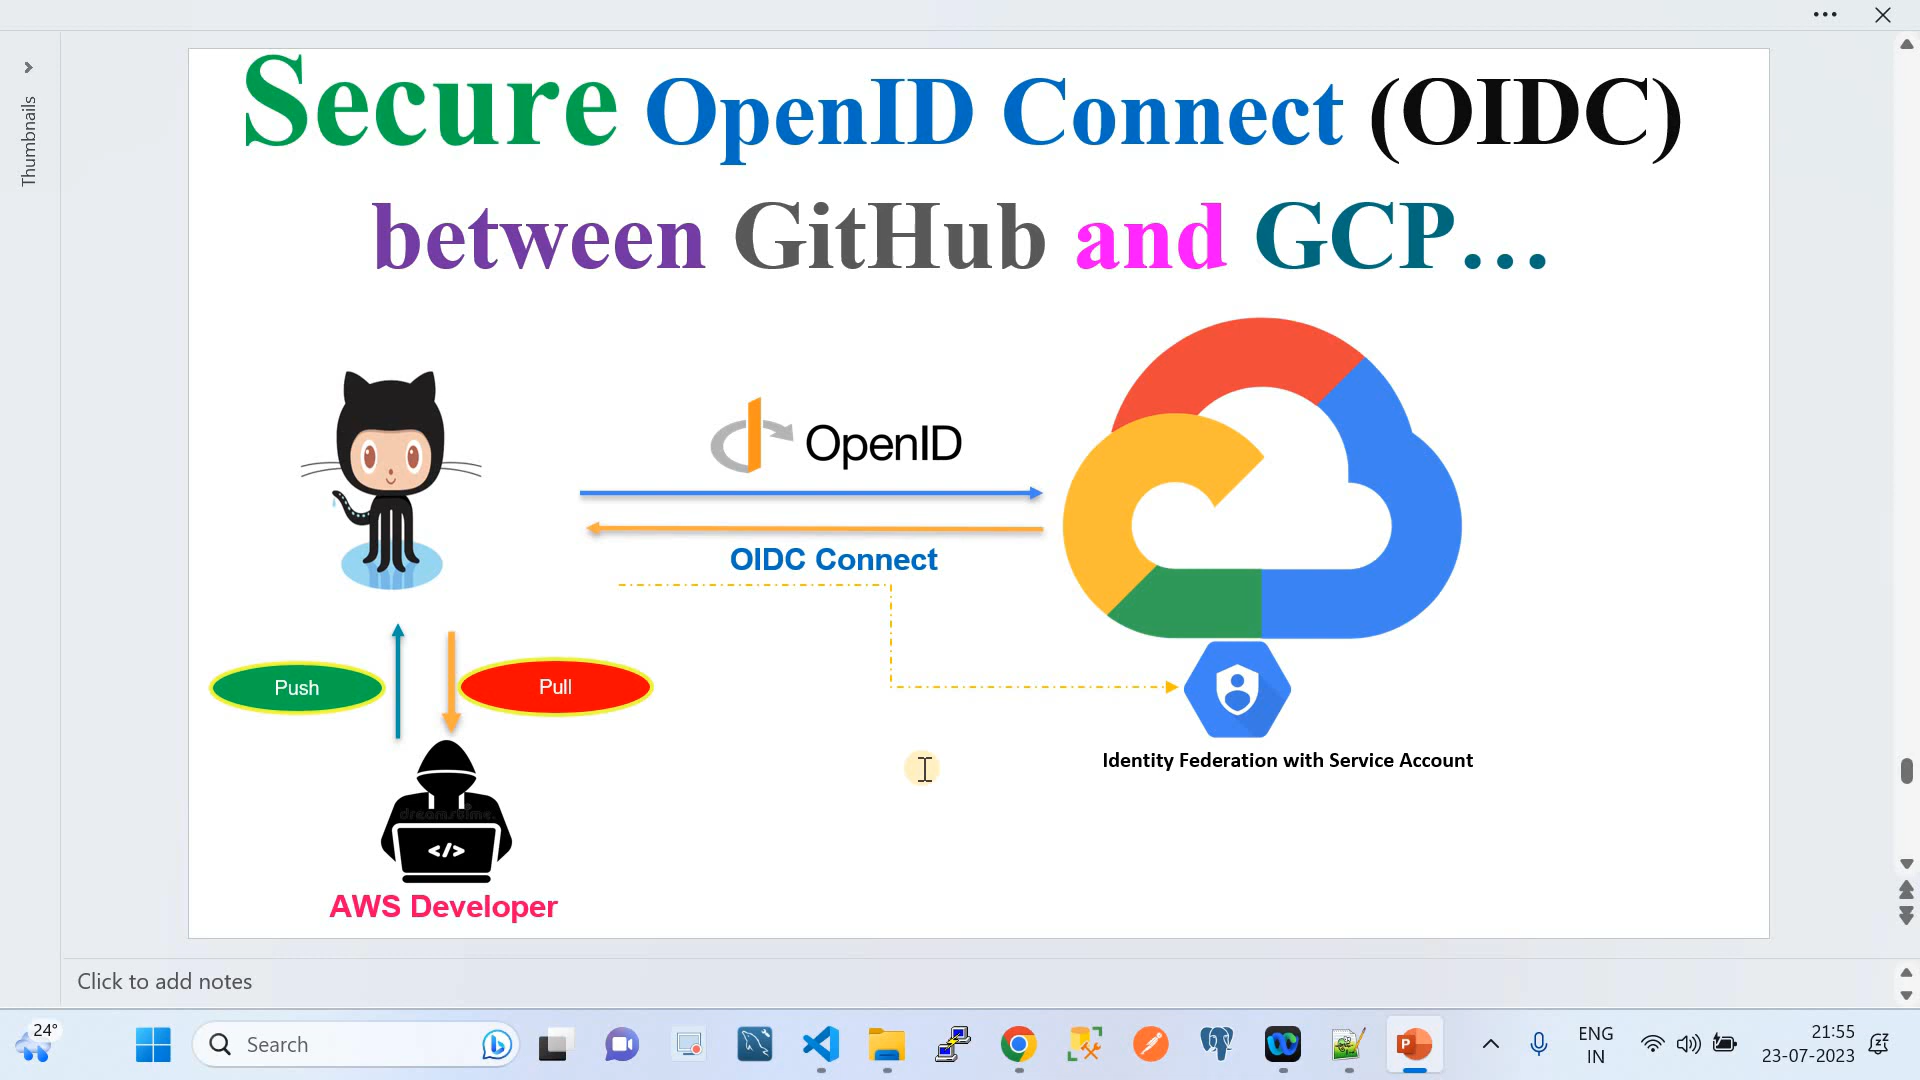 Thumbnails
Secure OpenID Connect (OIDC)
between GitHub and GCP...
OpenID
OIDC Connect
Push
Pull
Identity Federation with Service Account
dreamstime.
</>
AWS Developer
Click to add notes
24°
Search
ENG
IN
21:55
23-07-2023